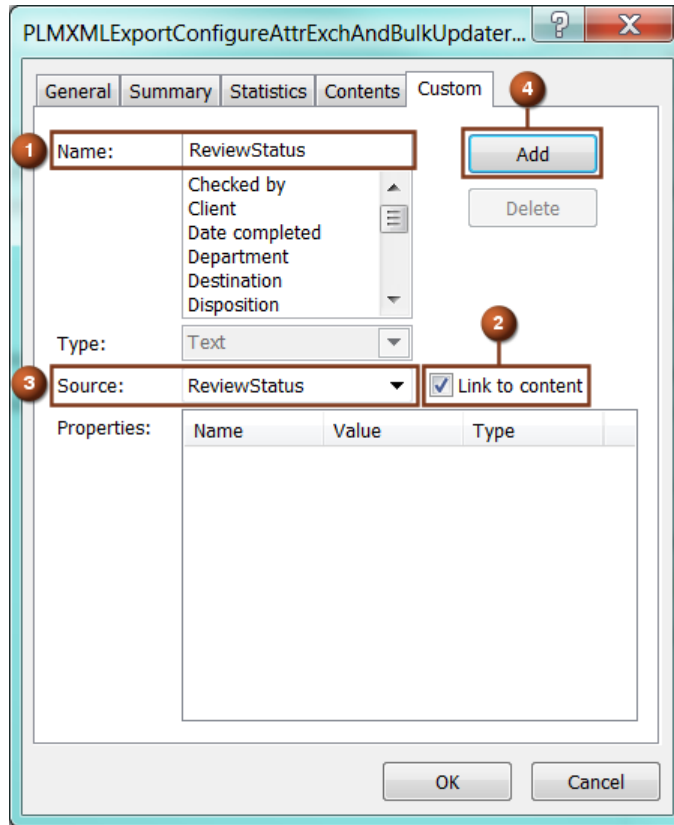 PLMXMLExportConfigureAttrExchAndBulkUpdater...
General Summary Statistics Contents Custom 4
1 Name: ReviewStatus Add
Checked by
Client Delete
Date completed
Department
Destination
Disposition
2
Type: Text
3 Source: ReviewStatus Link to content
Properties: Name Value Type
OK Cancel